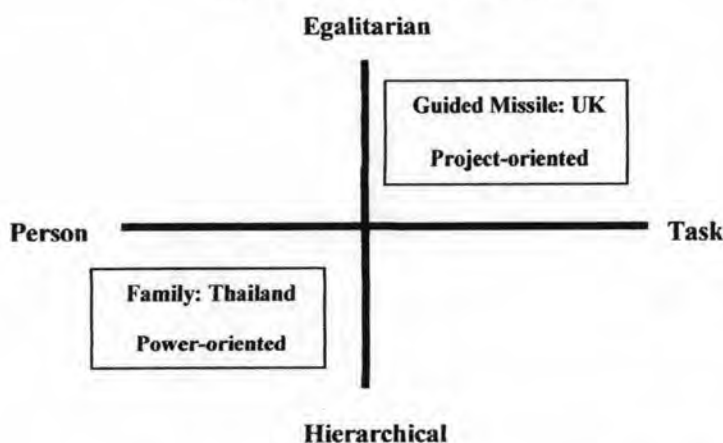 Egalitarian
Guided Missile: UK
Project-oriented
Person
Task
Family: Thailand
Power-oriented
Hierarchical